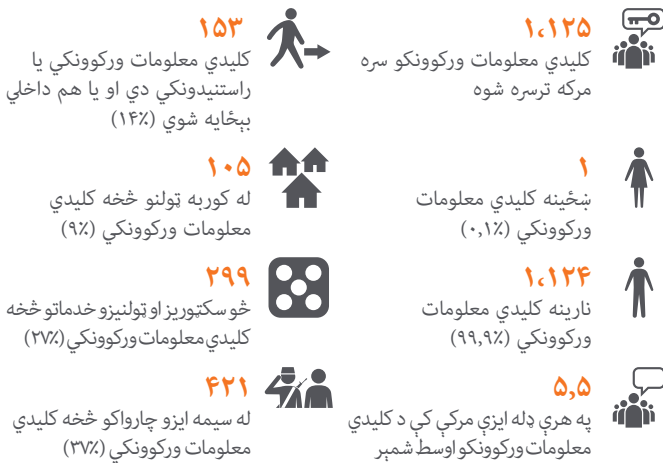 ۱،۱۲۵
کليدي معلومات ورکوونکو سره
مرکه ترسره شوه
۱
ښځينه کليدي معلومات
ورکوونکي (۰,۱٪)
۱،۱۲۴
نارينه کليدي معلومات
ورکوونکي (۹۹,۹٪)
۵,۵
په هرې ډله ايزې مرکې کې د کليدي
معلومات ورکوونکو اوسط شمېر
۱۵۳
کليدي معلومات ورکوونکي يا
راستنيدونکي دي او يا هم داخلي
بېځايه شوي (۱۴٪)
۱۰۵
له کوربه ټولنو څخه کليدي
معلومات ورکوونکي (۹٪)
۲۹۹
څو سکټوريز او ټولنيزو خدماتو څخه
کليدي معلومات ورکوونکي (۲۷٪)
۴۲۱
له سيمه ايزو چارواکو څخه کليدي
معلومات ورکوونکي (۳۷٪)